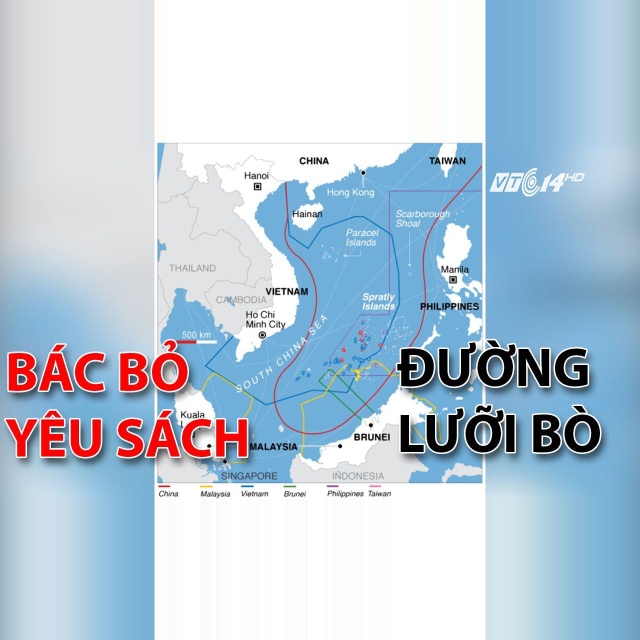 CHINA
TAIWAN
Hanoi
Hong Kong
VTC14HD
Hainan
Scarborough
Shoal
Paracel
Islands
THAILAND
Manila
VIETNAM
CAMBODIA
Spratly
Islands
PHILIPPINES
Ho Chi
Minh City
500 km
SOUTH CHINA SEA
BÁC BỎ
YÊU SÁCH
ĐƯỜNG
LƯỠI BÒ
Kuala
MALAYSIA
BRUNEI
SINGAPORE
INDONESIA
China Malaysia Vietnam Brunei Philippines Taiwan